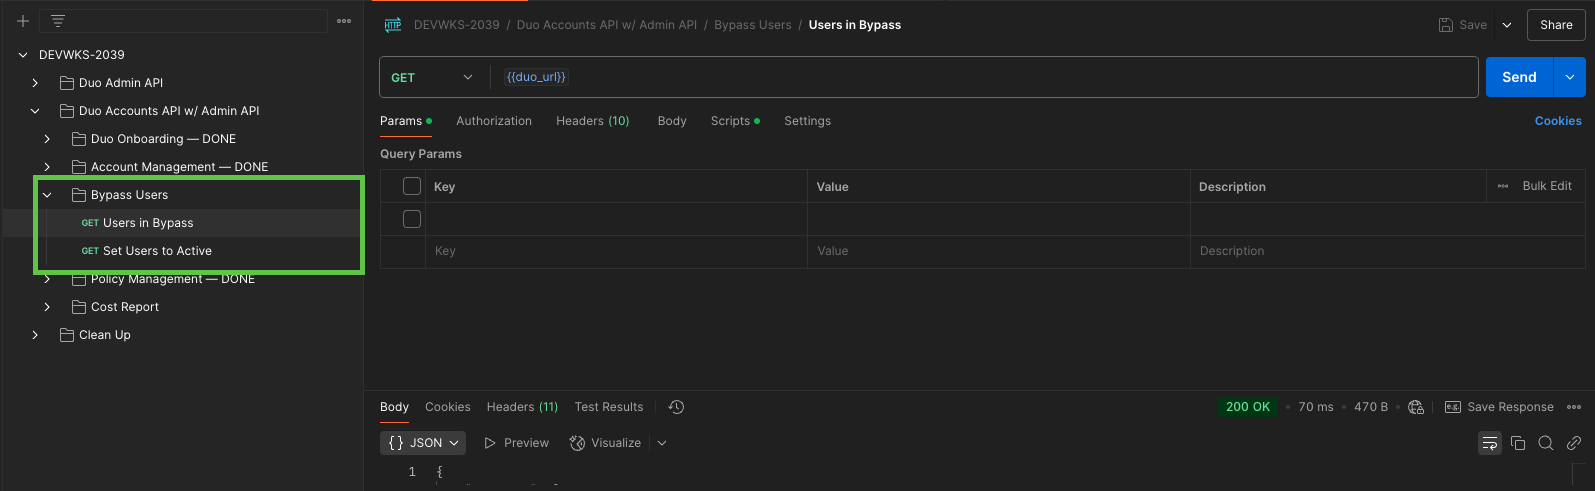 DEVWKS-2039
Duo Admin API
Duo Accounts API w/ Admin API
Duo Onboarding — DONE
Account Management — DONE
Bypass Users
GET Users in Bypass
GET Set Users to Active
Policy Management — DONE
Cost Report
Clean Up
HTTP DEVWKS-2039 / Duo Accounts API w/ Admin API / Bypass Users / Users in Bypass
Save
Share
GET {{duo_url}}
Send
Params Authorization Headers (10) Body Scripts Settings
Cookies
Query Params
Key Value Description Bulk Edit
Key Value Description
Body Cookies Headers (11) Test Results
200 OK 70 ms 470 B e.g. Save Response
{} JSON Preview Visualize
1 {